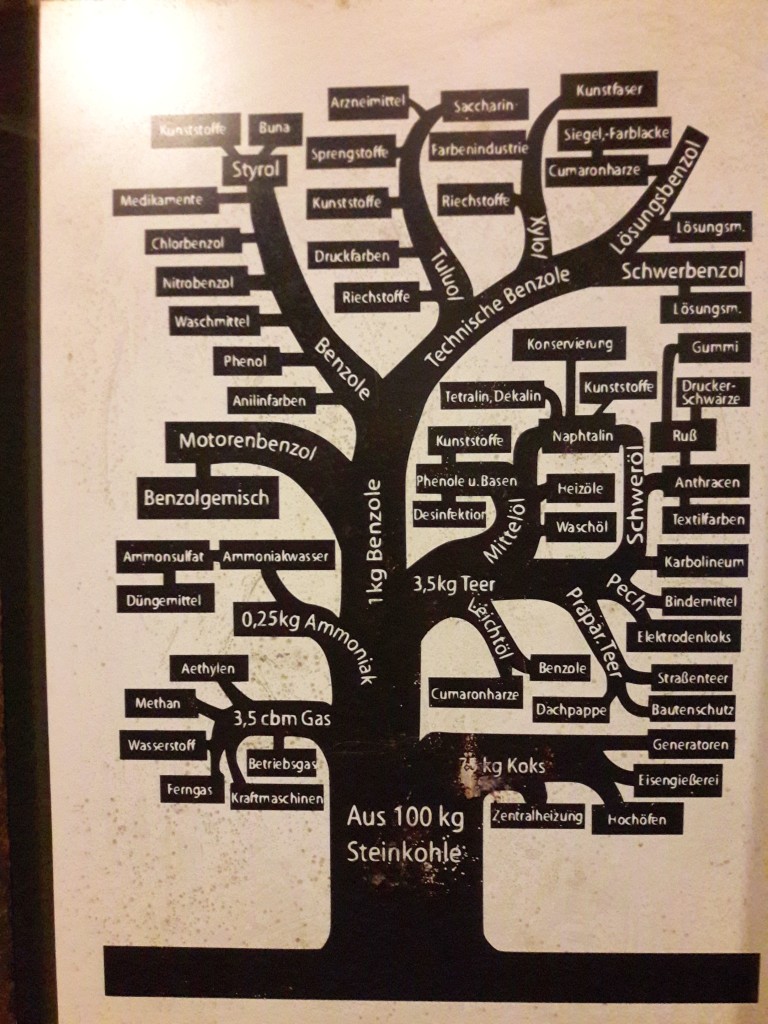 Kunstfaser
Arzneimittel
Saccharin
Kunststoffe
Buna
Siegel,-Farblacke
Sprengstoffe
Farbenindustrie
Styrol
Cumaronharze
Medikamente
Kunststoffe
Riechstoffe
Lösungsbenzol
Xylol
Lösungsm.
Chlorbenzol
Druckfarben
Tuluol
Schwerbenzol
Nitrobenzol
Riechstoffe
Technische Benzole
Lösungsm.
Waschmittel
Konservierung
Gummi
Phenol
Benzole
Tetralin, Dekalin
Kunststoffe
Drucker-
Schwärze
Anilinfarben
Motorenbenzol
Kunststoffe
Naphtalin
Ruß
Benzolgemisch
Phenole u. Basen
Heizöle
Schweröl
Anthracen
Desinfektion
Mittelöl
Waschöl
Textilfarben
1kg Benzole
Ammonsulfat
Ammoniakwasser
3,5kg Teer
Karbolineum
Düngemittel
Pech
Bindemittel
0,25kg Ammoniak
Leichtöl
Präpar. Teer
Elektrodenkoks
Aethylen
Benzole
Straßenteer
Methan
3,5 cbm Gas
Cumaronharze
Dachpappe
Bautenschutz
Wasserstoff
Betriebsgas
kg Koks
Generatoren
Ferngas
Kraftmaschinen
Eisengießerei
Zentralheizung
Hochöfen
Aus 100 kg
Steinkohle